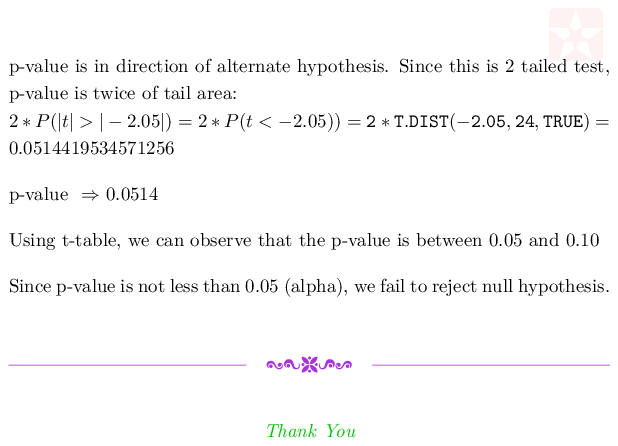 p-value is in direction of alternate hypothesis. Since this is 2 tailed test,
p-value is twice of tail area:
2 ∗ P(|t| > | − 2.05|) = 2 ∗ P(t < −2.05)) = 2 ∗ T.DIST(−2.05, 24, TRUE) =
0.0514419534571256
p-value ⇒ 0.0514
Using t-table, we can observe that the p-value is between 0.05 and 0.10
Since p-value is not less than 0.05 (alpha), we fail to reject null hypothesis.
Thank You